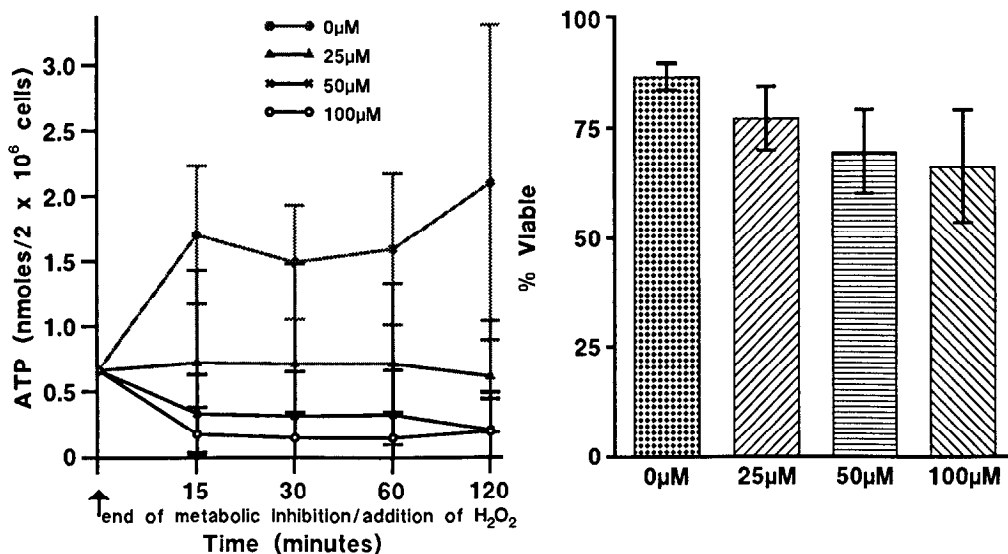 0µM
25µM
50µM
100µM
ATP (nmoles/2 x 10⁶ cells)
3.0
2.5
2.0
1.5
1.0
0.5
0
15 30 60 120
end of metabolic inhibition/addition of H₂O₂
Time (minutes)
% Viable
100
75
50
25
0
0µM 25µM 50µM 100µM